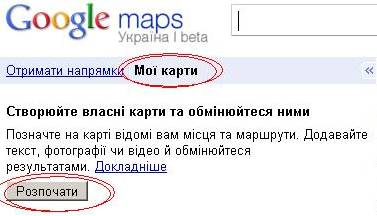 Google maps
Україна | beta
Отримати напрямки Мої карти «
Створюйте власні карти та обмінюйтеся ними
Позначте на карті відомі вам місця та маршрути. Додавайте
текст, фотографії чи відео й обмінюйтеся
результатами. Докладніше
Розпочати